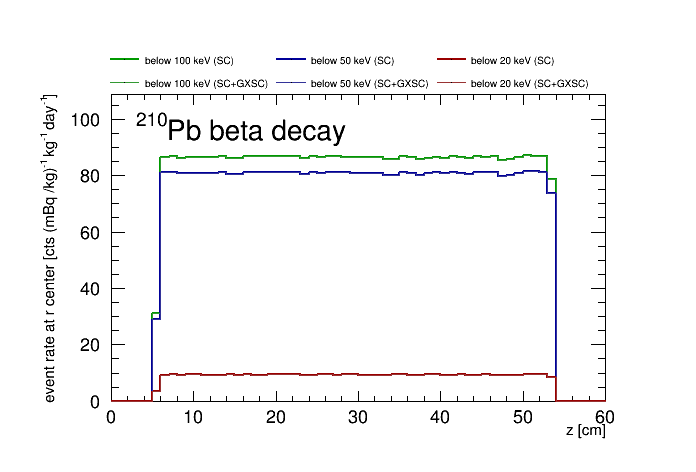 below 100 keV (SC) below 50 keV (SC) below 20 keV (SC)
below 100 keV (SC+GXSC) below 50 keV (SC+GXSC) below 20 keV (SC+GXSC)
²¹⁰Pb beta decay
event rate at r center [cts (mBq /kg)⁻¹ kg⁻¹ day⁻¹]
100
80
60
40
20
0
0 10 20 30 40 50 60
z [cm]